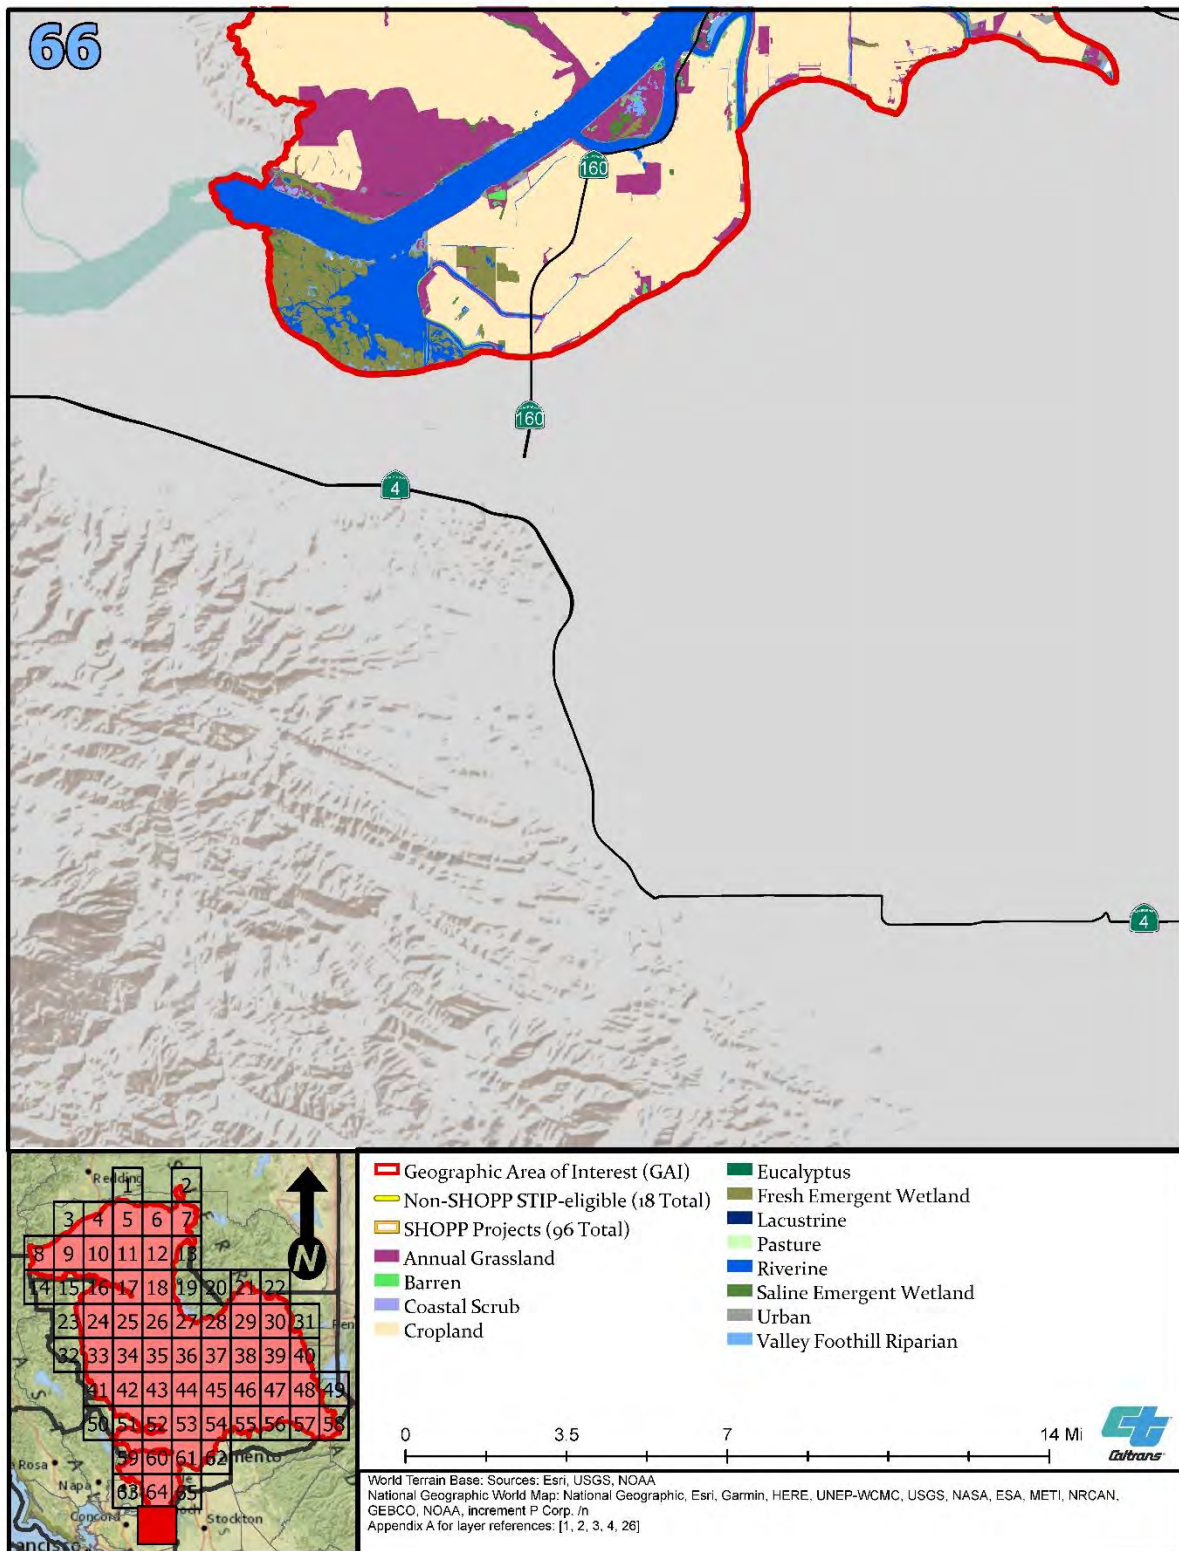 66
160
160
4
4
Redding
1 2
3 4 5 6 7
8 9 10 11 12 13
14 15 16 17 18 19 20 21 22
23 24 25 26 27 28 29 30 31
32 33 34 35 36 37 38 39 40
41 42 43 44 45 46 47 48 49
50 51 52 53 54 55 56 57 58
59 60 61 62
63 64 65
Napa
Concord
Stockton
N
Geographic Area of Interest (GAI)
Non-SHOPP STIP-eligible (18 Total)
SHOPP Projects (96 Total)
Annual Grassland
Barren
Coastal Scrub
Cropland
Eucalyptus
Fresh Emergent Wetland
Lacustrine
Pasture
Riverine
Saline Emergent Wetland
Urban
Valley Foothill Riparian
0 3.5 7 14 Mi
Caltrans
World Terrain Base: Sources: Esri, USGS, NOAA
National Geographic World Map: National Geographic, Esri, Garmin, HERE, UNEP-WCMC, USGS, NASA, ESA, METI, NRCAN,
GEBCO, NOAA, increment P Corp. /n
Appendix A for layer references: [1, 2, 3, 4, 26]